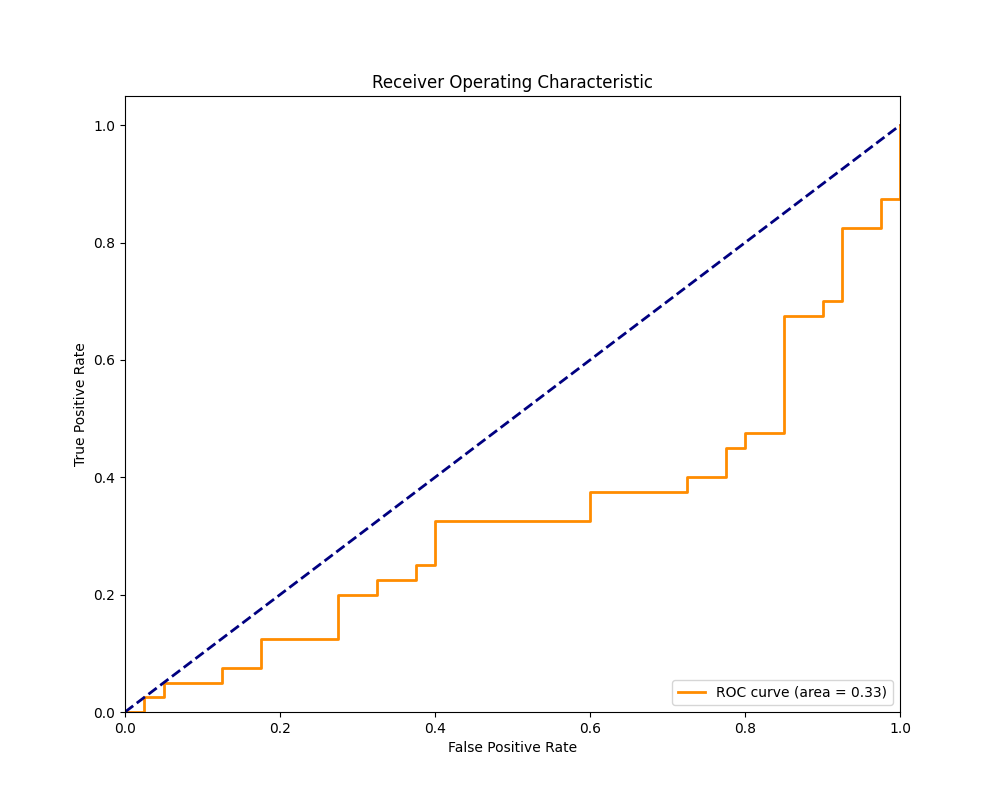 Receiver Operating Characteristic
True Positive Rate
1.0
0.8
0.6
0.4
0.2
0.0
ROC curve (area = 0.33)
0.0 0.2 0.4 0.6 0.8 1.0
False Positive Rate